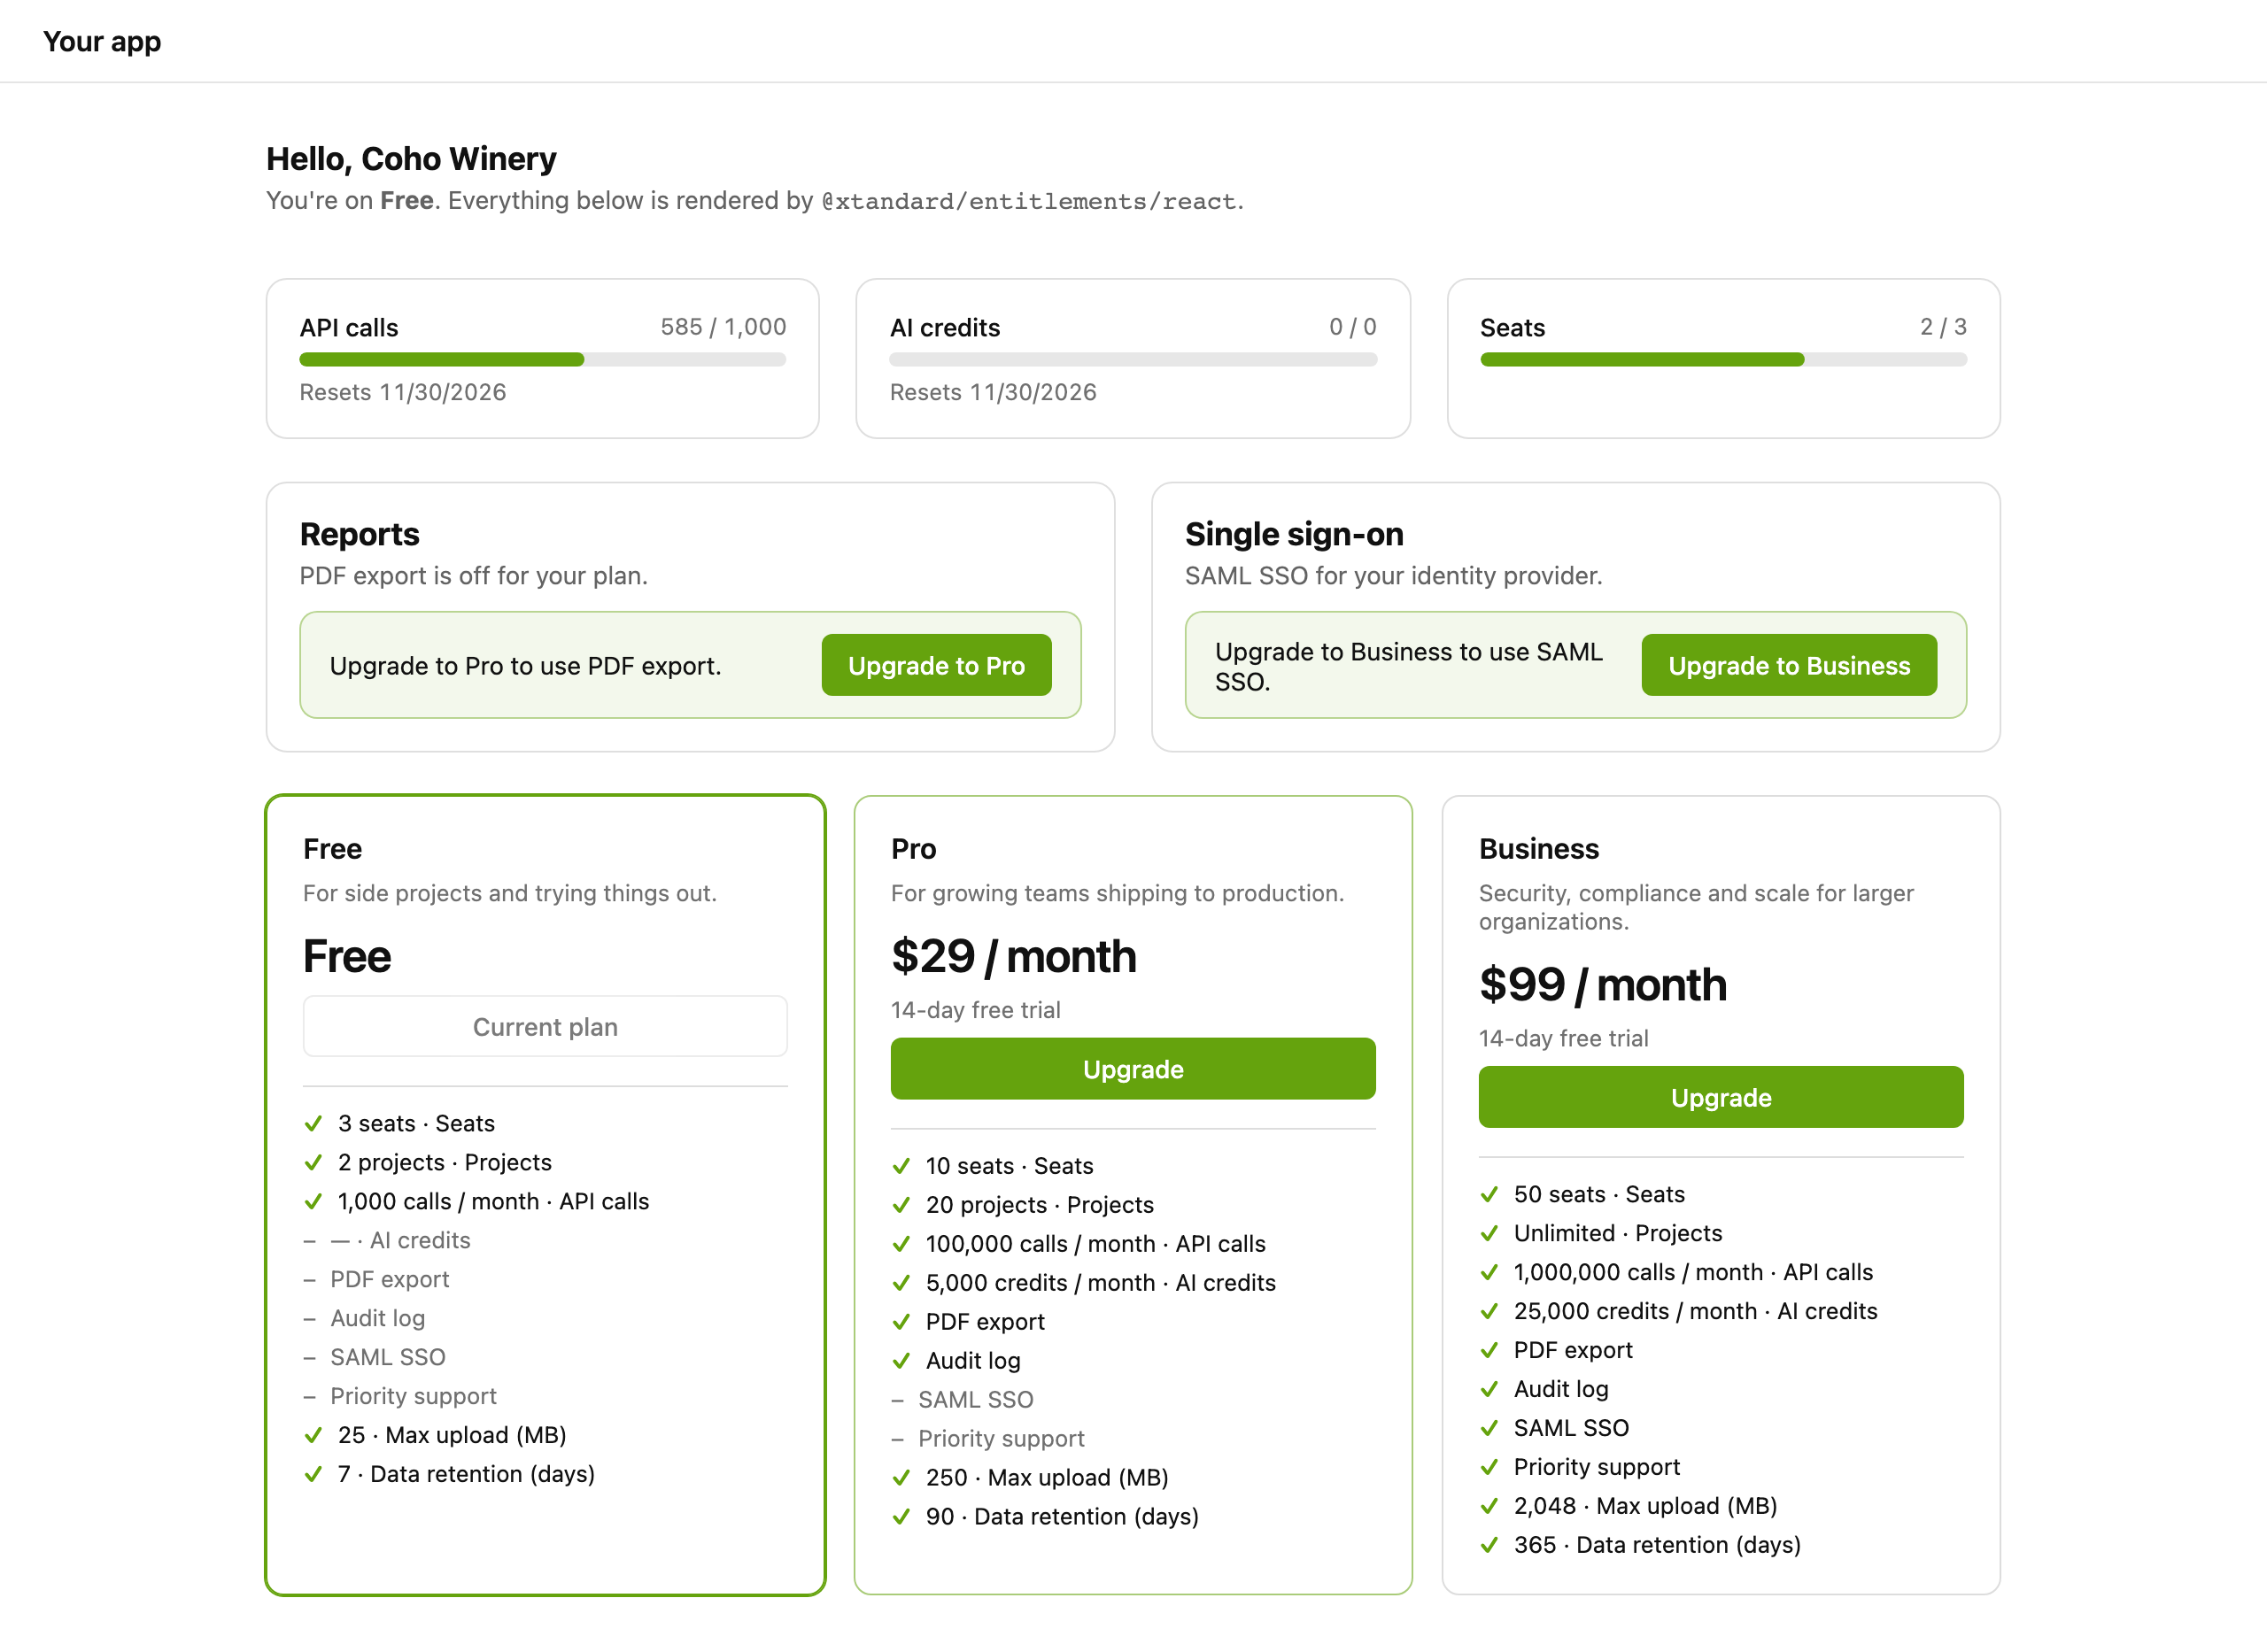 Your app
Hello, Coho Winery
You're on Free. Everything below is rendered by @xtandard/entitlements/react.
API calls
585 / 1,000
Resets 11/30/2026
AI credits
0 / 0
Resets 11/30/2026
Seats
2 / 3
Reports
PDF export is off for your plan.
Upgrade to Pro to use PDF export.
Upgrade to Pro
Single sign-on
SAML SSO for your identity provider.
Upgrade to Business to use SAML
SSO.
Upgrade to Business
Free
For side projects and trying things out.
Free
Current plan
3 seats · Seats
2 projects · Projects
1,000 calls / month · API calls
– — · AI credits
– PDF export
– Audit log
– SAML SSO
– Priority support
25 · Max upload (MB)
7 · Data retention (days)
Pro
For growing teams shipping to production.
$29 / month
14-day free trial
Upgrade
10 seats · Seats
20 projects · Projects
100,000 calls / month · API calls
5,000 credits / month · AI credits
PDF export
Audit log
– SAML SSO
– Priority support
250 · Max upload (MB)
90 · Data retention (days)
Business
Security, compliance and scale for larger
organizations.
$99 / month
14-day free trial
Upgrade
50 seats · Seats
Unlimited · Projects
1,000,000 calls / month · API calls
25,000 credits / month · AI credits
PDF export
Audit log
SAML SSO
Priority support
2,048 · Max upload (MB)
365 · Data retention (days)